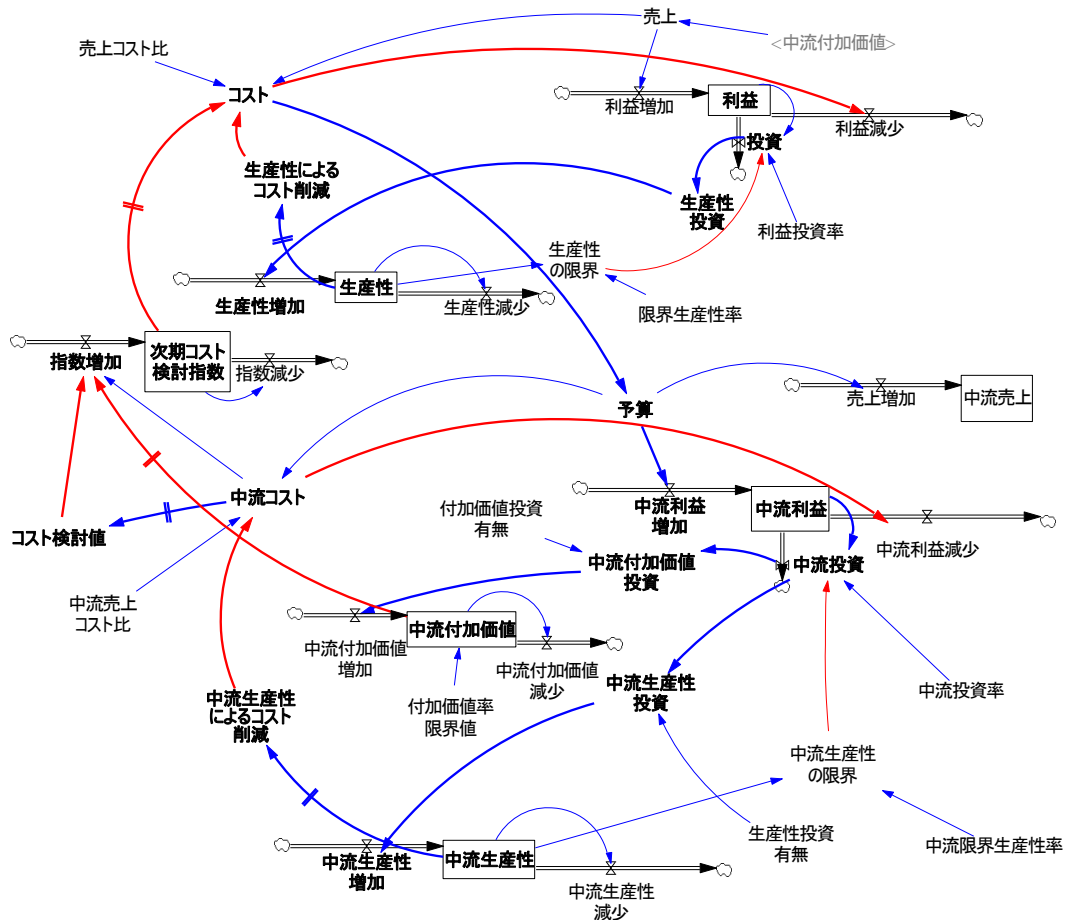 売上
売上コスト比
<中流付加価値>
コスト
利益増加
利益
利益減少
投資
生産性による
コスト削減
生産性
投資
利益投資率
生産性
の限界
生産性増加
生産性
生産性減少
限界生産性率
指数増加
次期コスト
検討指数
指数減少
予算
売上増加
中流売上
中流コスト
コスト検討値
付加価値投資
有無
中流利益
増加
中流利益
中流利益減少
中流付加価値
投資
中流投資
中流売上
コスト比
中流付加価値
増加
中流付加価値
中流付加価値
減少
付加価値率
限界値
中流生産性
投資
中流投資率
中流生産性
によるコスト
削減
中流生産性
の限界
生産性投資
有無
中流限界生産性率
中流生産性
増加
中流生産性
中流生産性
減少